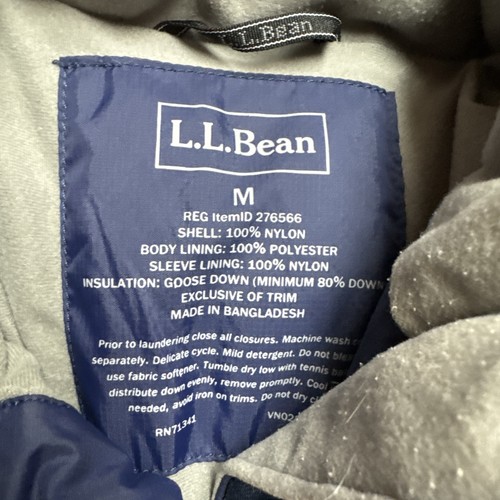 L.L.Bean
L.L.Bean
M
REG ItemID 276566
SHELL: 100% NYLON
BODY LINING: 100% POLYESTER
SLEEVE LINING: 100% NYLON
INSULATION: GOOSE DOWN (MINIMUM 80% DOWN
EXCLUSIVE OF TRIM
MADE IN BANGLADESH
Prior to laundering close all closures. Machine wash
separately. Delicate cycle. Mild detergent. Do not
use fabric softener. Tumble dry low with tennis
distribute down evenly, remove promptly. Cool
needed, avoid iron on trims. Do not dry
VN02
RN71341